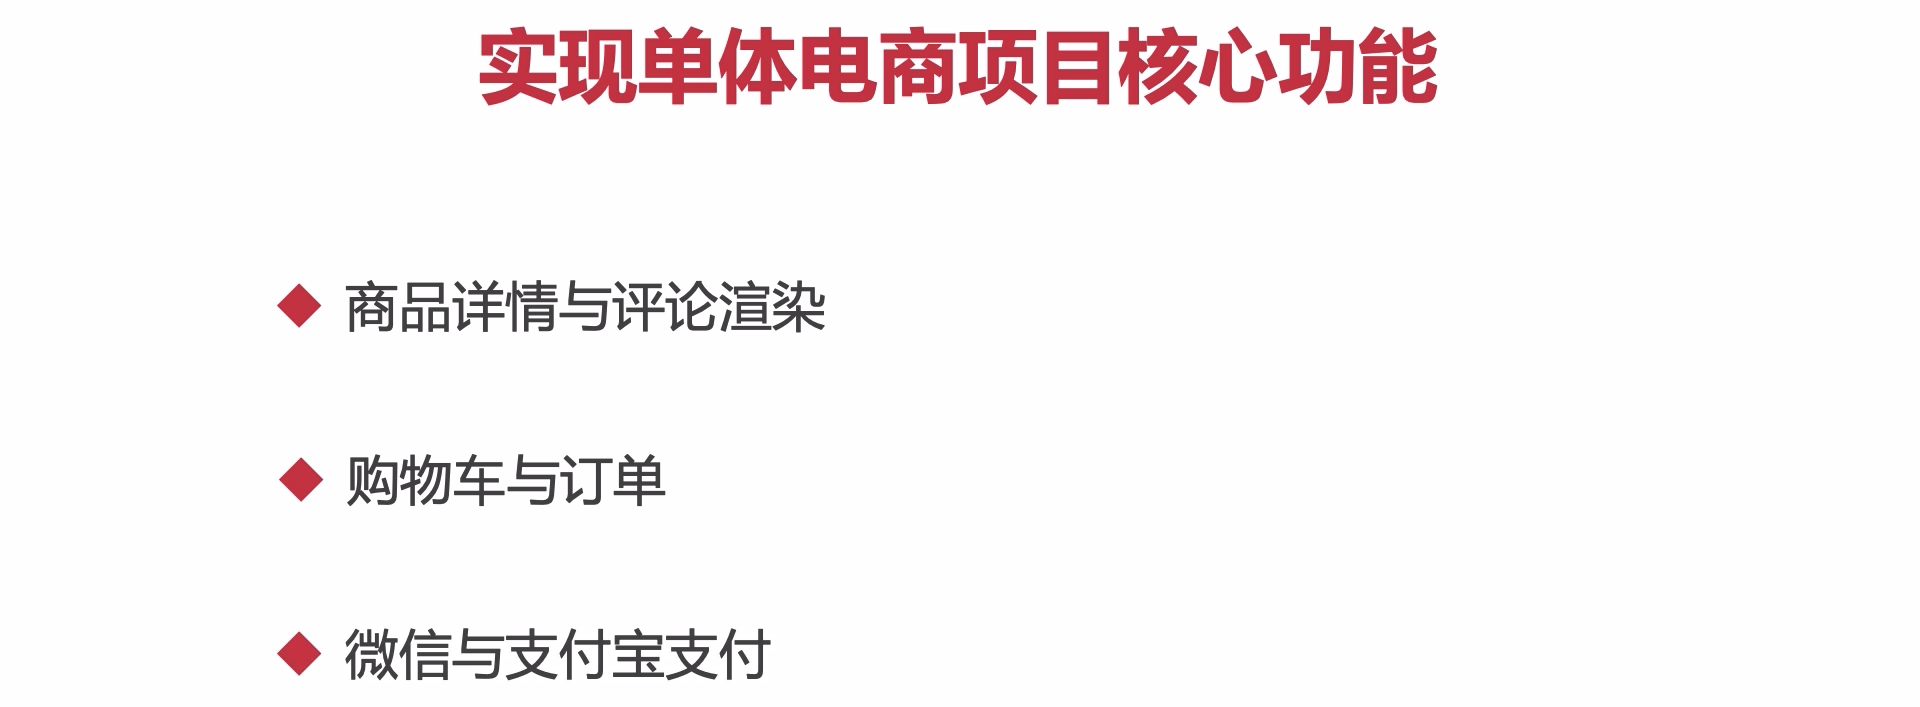 实现单体电商项目核心功能
商品详情与评论渲染
购物车与订单
微信与支付宝支付